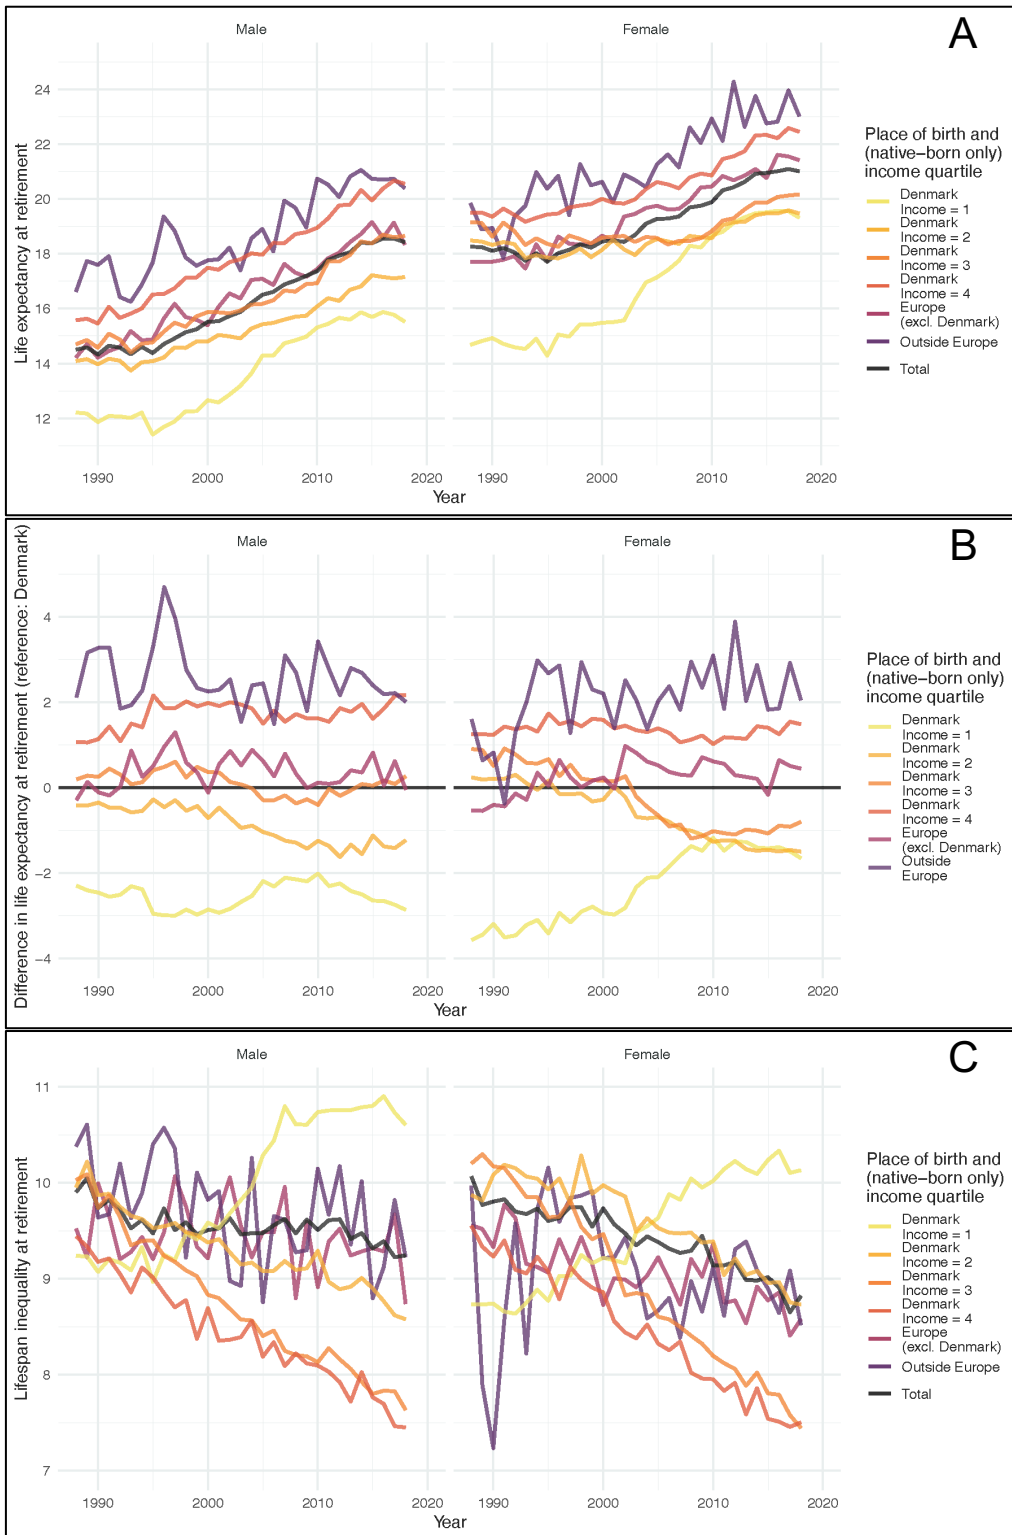 Male
Female
A
Life expectancy at retirement
24
22
20
18
16
14
12
1990
2000
2010
2020
1990
2000
2010
2020
Year
Place of birth and
(native–born only)
income quartile
Denmark
Income = 1
Denmark
Income = 2
Denmark
Income = 3
Denmark
Income = 4
Europe
(excl. Denmark)
Outside Europe
Total
Male
Female
B
Difference in life expectancy at retirement (reference: Denmark)
4
2
0
−2
−4
1990
2000
2010
2020
1990
2000
2010
2020
Year
Place of birth and
(native–born only)
income quartile
Denmark
Income = 1
Denmark
Income = 2
Denmark
Income = 3
Denmark
Income = 4
Europe
(excl. Denmark)
Outside
Europe
Male
Female
C
Lifespan inequality at retirement
11
10
9
8
7
1990
2000
2010
2020
1990
2000
2010
2020
Year
Place of birth and
(native–born only)
income quartile
Denmark
Income = 1
Denmark
Income = 2
Denmark
Income = 3
Denmark
Income = 4
Europe
(excl. Denmark)
Outside Europe
Total